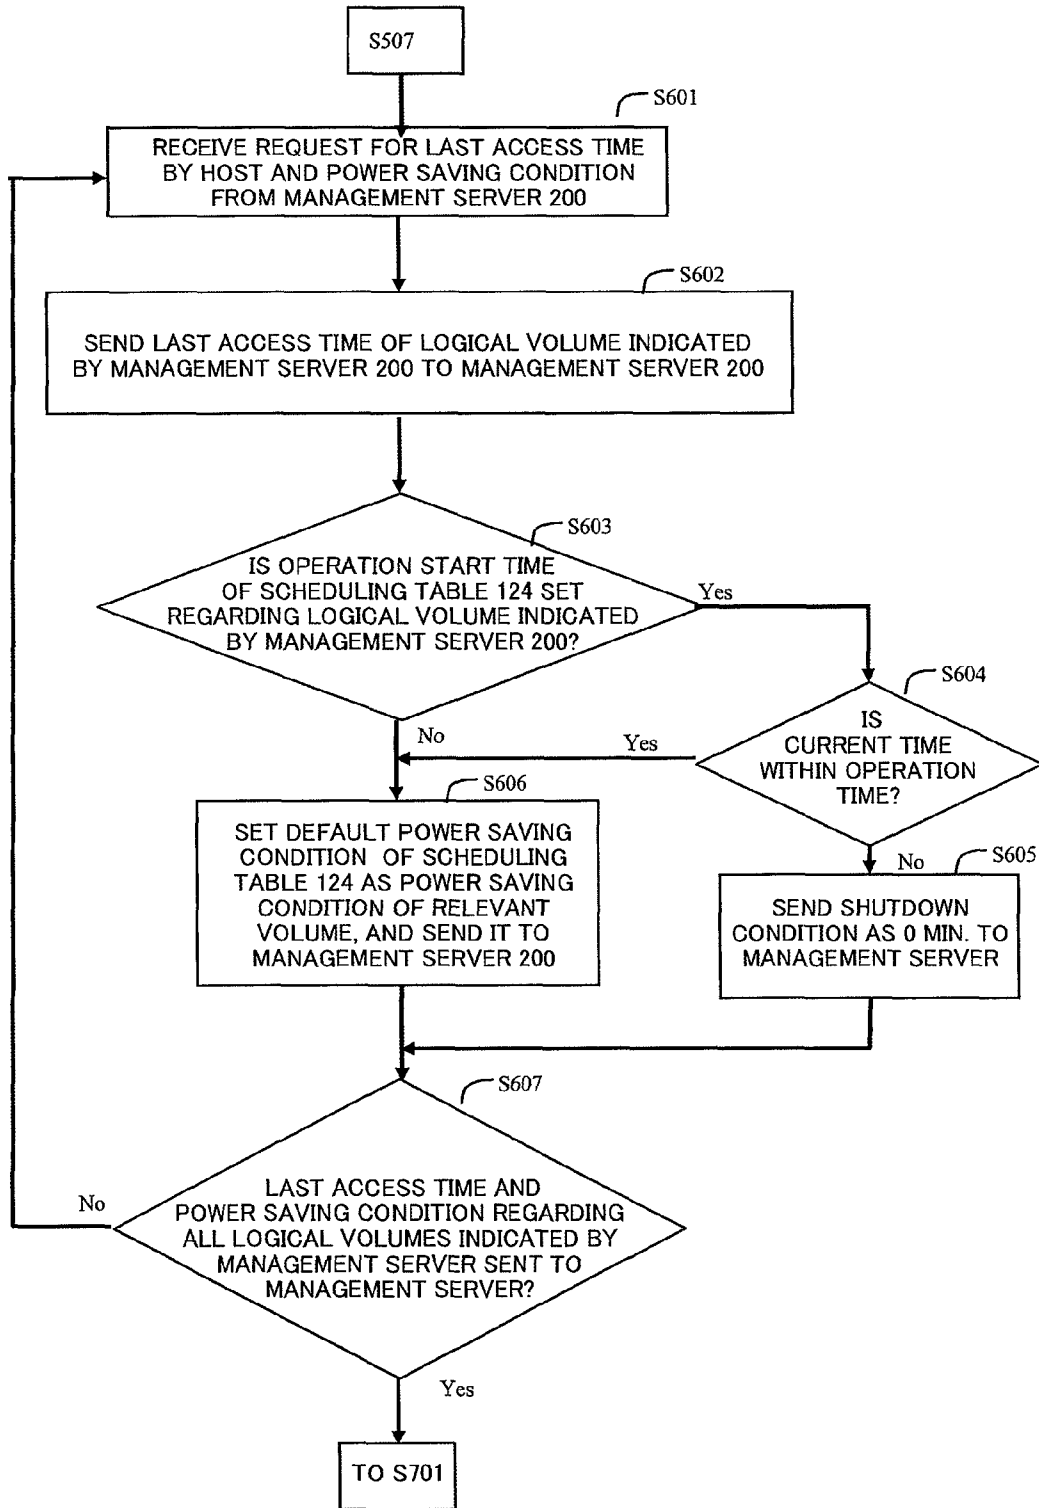 S507
S601
RECEIVE REQUEST FOR LAST ACCESS TIME
BY HOST AND POWER SAVING CONDITION
FROM MANAGEMENT SERVER 200
S602
SEND LAST ACCESS TIME OF LOGICAL VOLUME INDICATED
BY MANAGEMENT SERVER 200 TO MANAGEMENT SERVER 200
S603
IS OPERATION START TIME
OF SCHEDULING TABLE 124 SET
REGARDING LOGICAL VOLUME INDICATED
BY MANAGEMENT SERVER 200?
Yes
S604
IS
CURRENT TIME
WITHIN OPERATION
TIME?
No
Yes
S606
SET DEFAULT POWER SAVING
CONDITION OF SCHEDULING
TABLE 124 AS POWER SAVING
CONDITION OF RELEVANT
VOLUME, AND SEND IT TO
MANAGEMENT SERVER 200
No
S605
SEND SHUTDOWN
CONDITION AS 0 MIN. TO
MANAGEMENT SERVER
S607
LAST ACCESS TIME AND
POWER SAVING CONDITION REGARDING
ALL LOGICAL VOLUMES INDICATED BY
MANAGEMENT SERVER SENT TO
MANAGEMENT SERVER?
No
Yes
TO S701